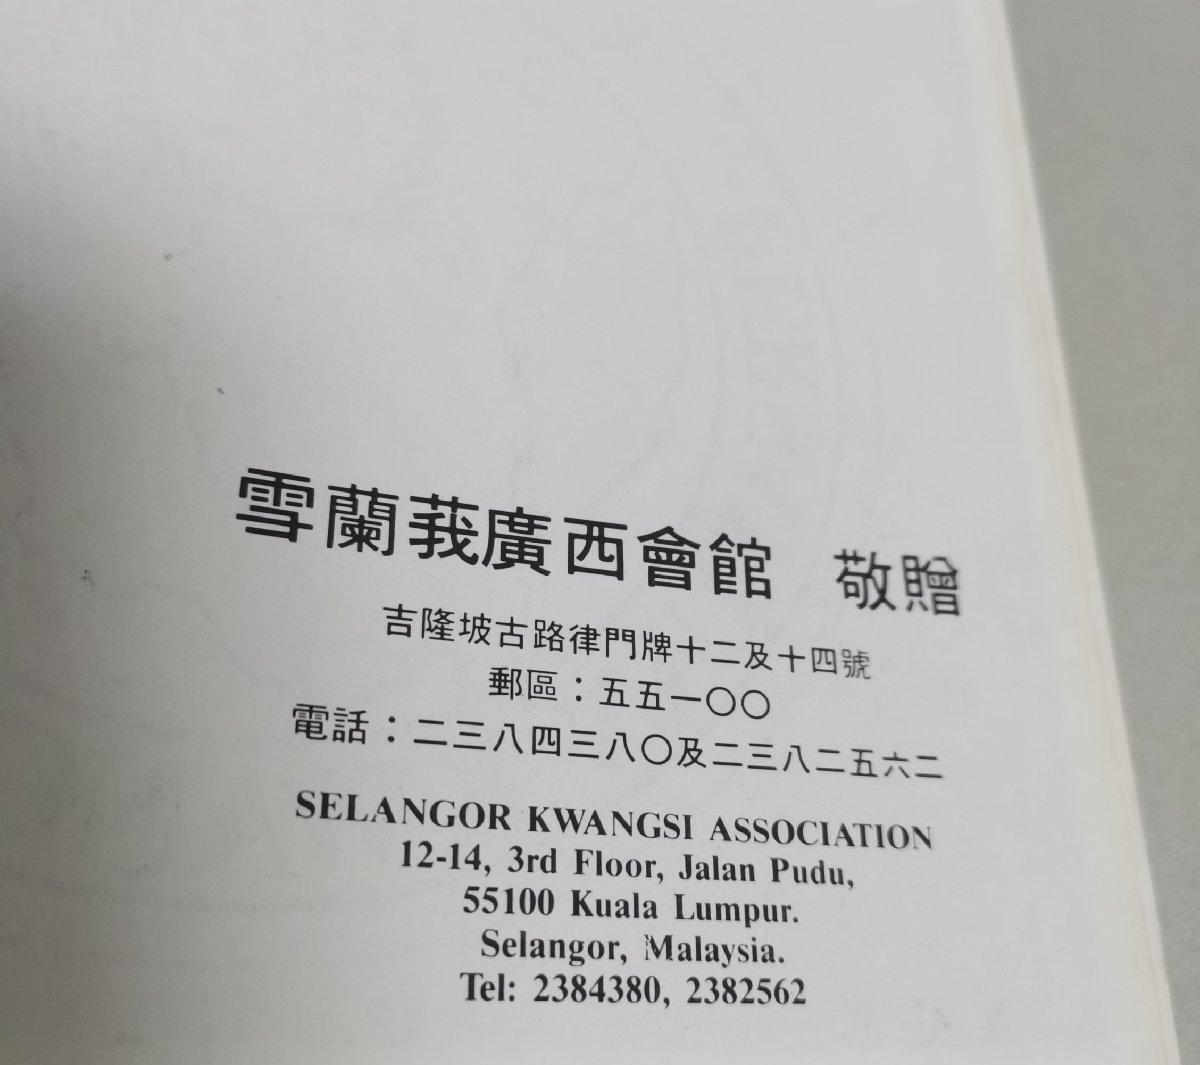 雪蘭莪廣西會館 敬贈
吉隆坡古路律門牌十二及十四號
郵區：五五一〇〇
電話：二三八四三八〇及二三八二五六二
SELANGOR KWANGSI ASSOCIATION
12-14, 3rd Floor, Jalan Pudu,
55100 Kuala Lumpur.
Selangor, Malaysia.
Tel: 2384380, 2382562